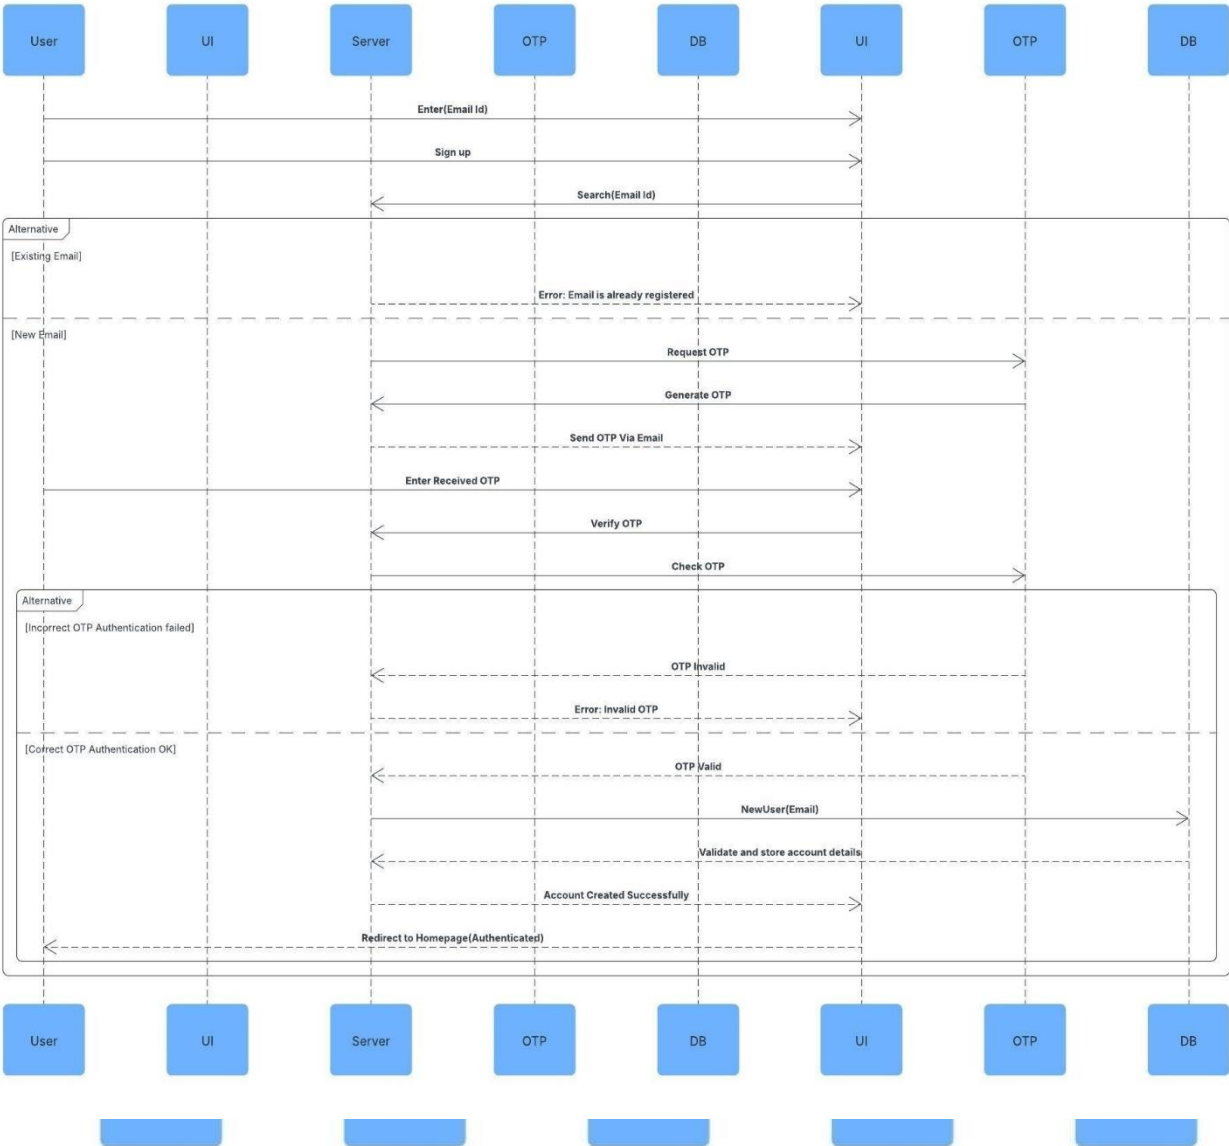 User
UI
Server
OTP
DB
UI
OTP
DB
Enter(Email Id)
Sign up
Search(Email Id)
Alternative
[Existing Email]
Error: Email is already registered
[New Email]
Request OTP
Generate OTP
Send OTP Via Email
Enter Received OTP
Verify OTP
Check OTP
Alternative
[Incorrect OTP Authentication failed]
OTP Invalid
Error: Invalid OTP
[Correct OTP Authentication OK]
OTP Valid
NewUser(Email)
Validate and store account details
Account Created Successfully
Redirect to Homepage(Authenticated)
User
UI
Server
OTP
DB
UI
OTP
DB